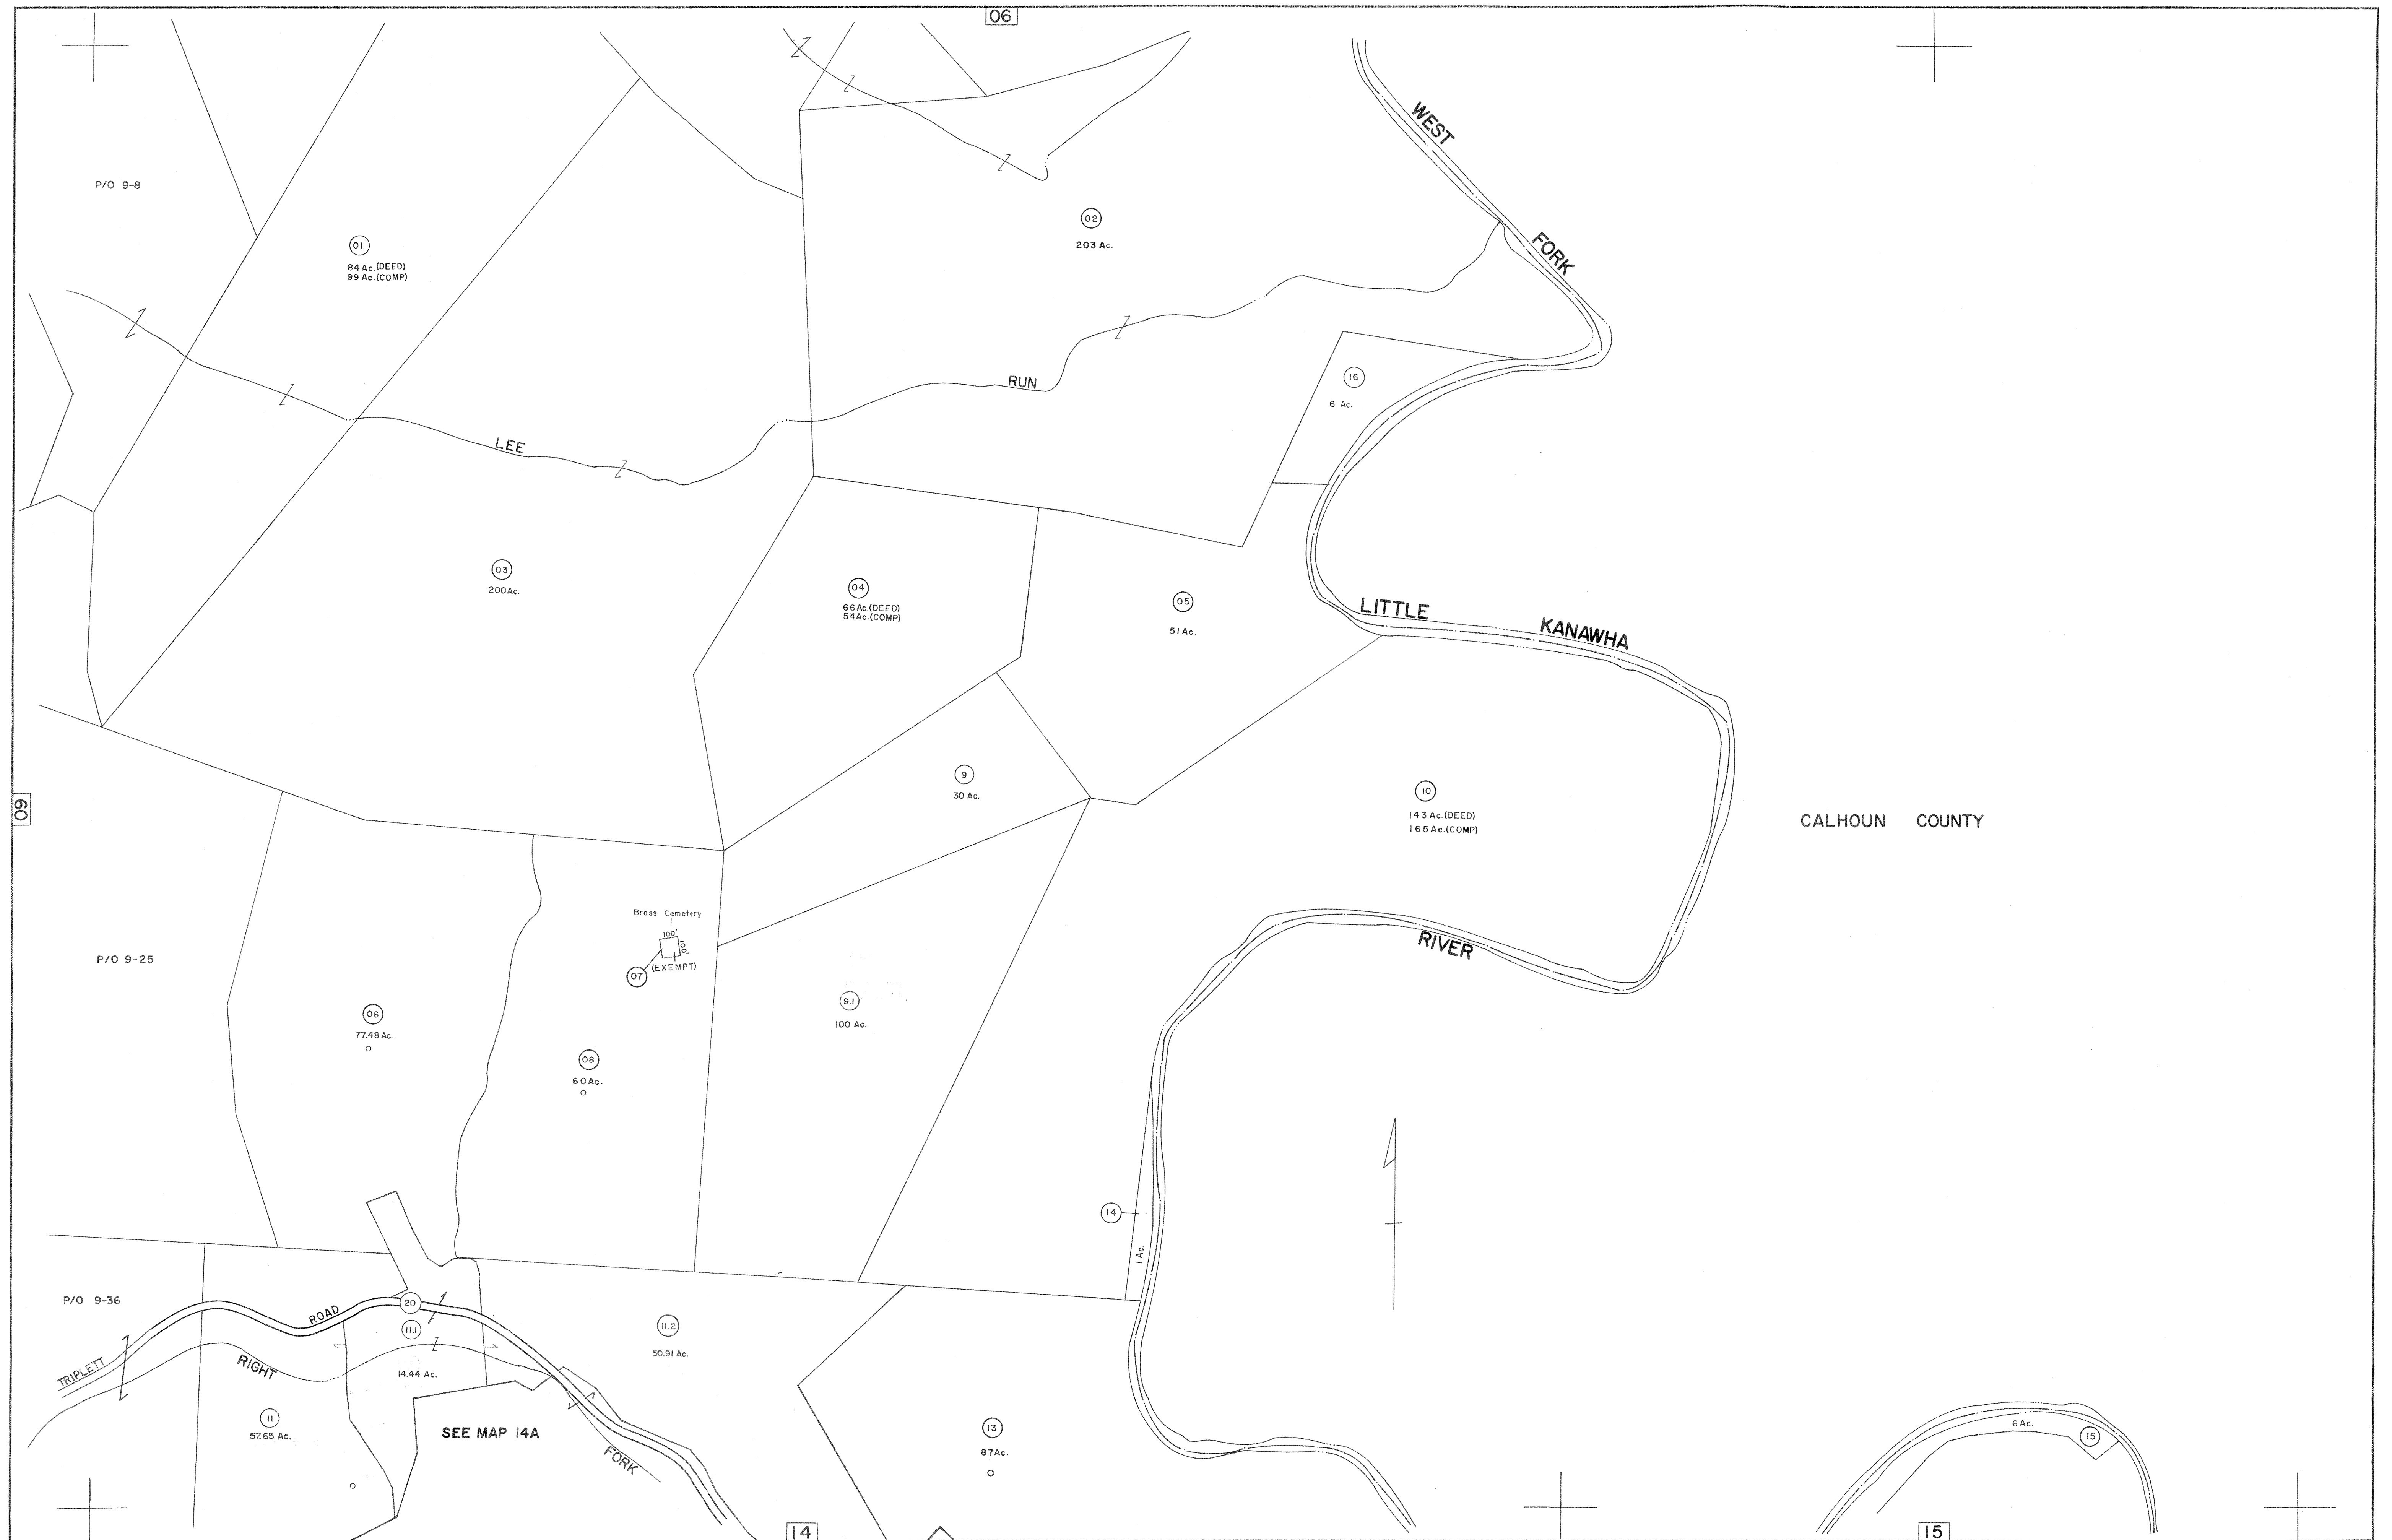 06
WEST
P/O 9-8
02
203 Ac.
01
84 Ac.(DEED)
99 Ac.(COMP)
FORK
16
6 Ac.
RUN
LEE
03
200Ac.
04
66 Ac.(DEED)
54Ac.(COMP)
05
51 Ac.
LITTLE KANAWHA
9
30 Ac.
10
143 Ac.(DEED)
165 Ac.(COMP)
09
CALHOUN COUNTY
Brass Cemetery
100'
100'
(EXEMPT)
07
RIVER
P/O 9-25
9.1
100 Ac.
06
77.48 Ac.
08
60Ac.
14
1 Ac.
P/O 9-36
20
ROAD
11.1
11.2
50.91 Ac.
TRIPLETT
RIGHT
14.44 Ac.
11
57.65 Ac.
SEE MAP 14A
FORK
13
87Ac.
6 Ac.
15
14
15